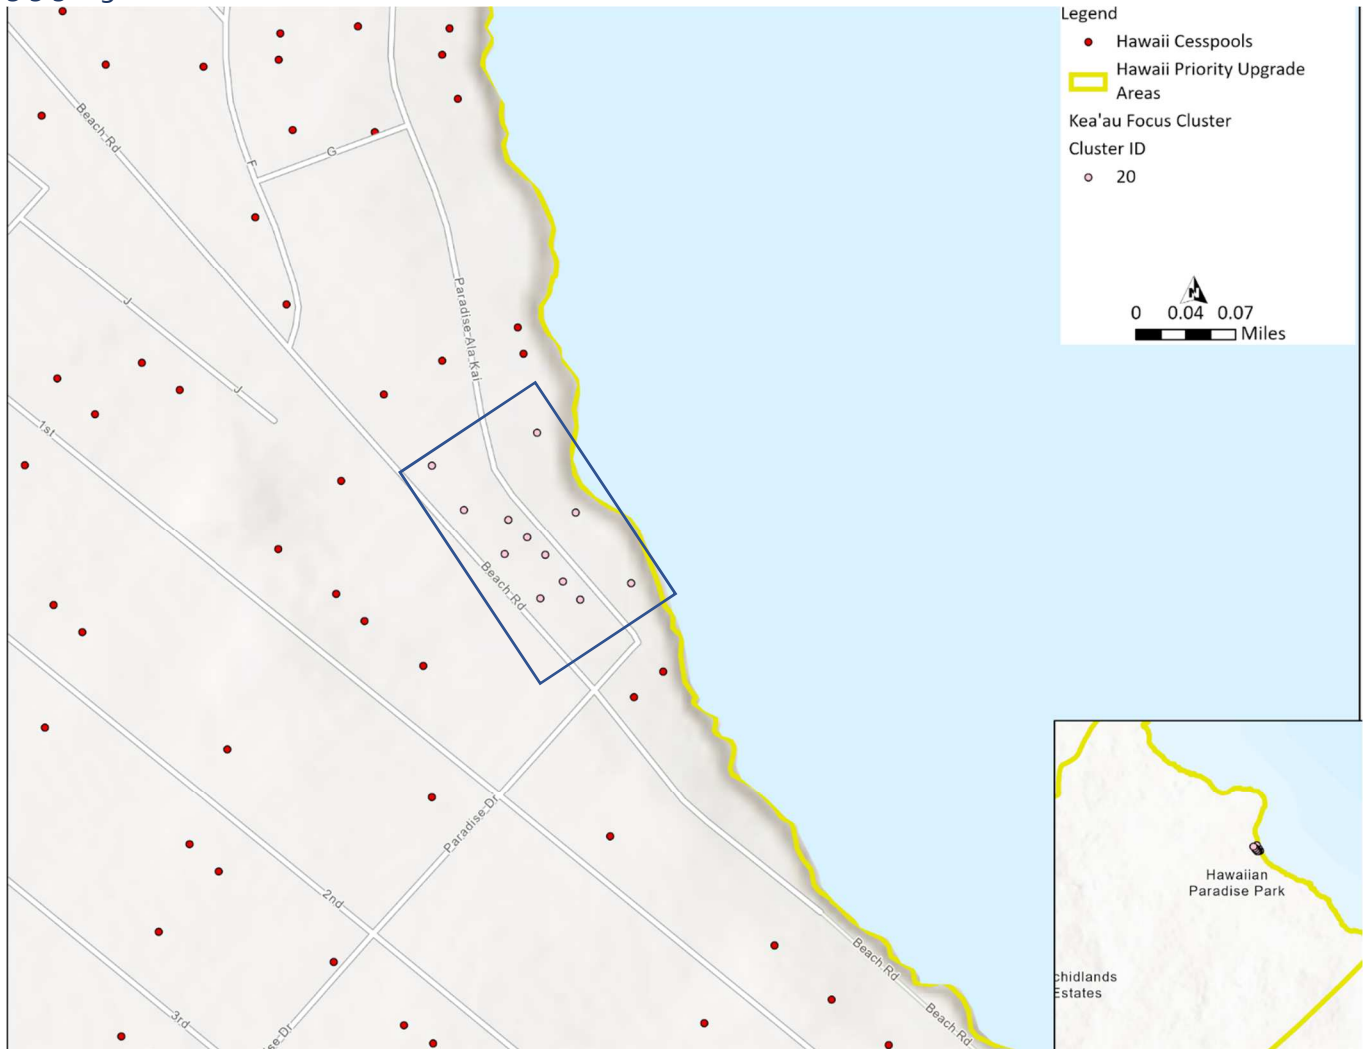 Legend
Hawaii Cesspools
Hawaii Priority Upgrade
Areas
Kea'au Focus Cluster
Cluster ID
20
N
0 0.04 0.07
Miles
Beach Rd
F
G
Paradise Ala Kai
J
J
1st
Beach Rd
Paradise Dr
2nd
3rd
se Dr
Beach Rd
Beach Rd
Hawaiian
Paradise Park
chidlands
Estates